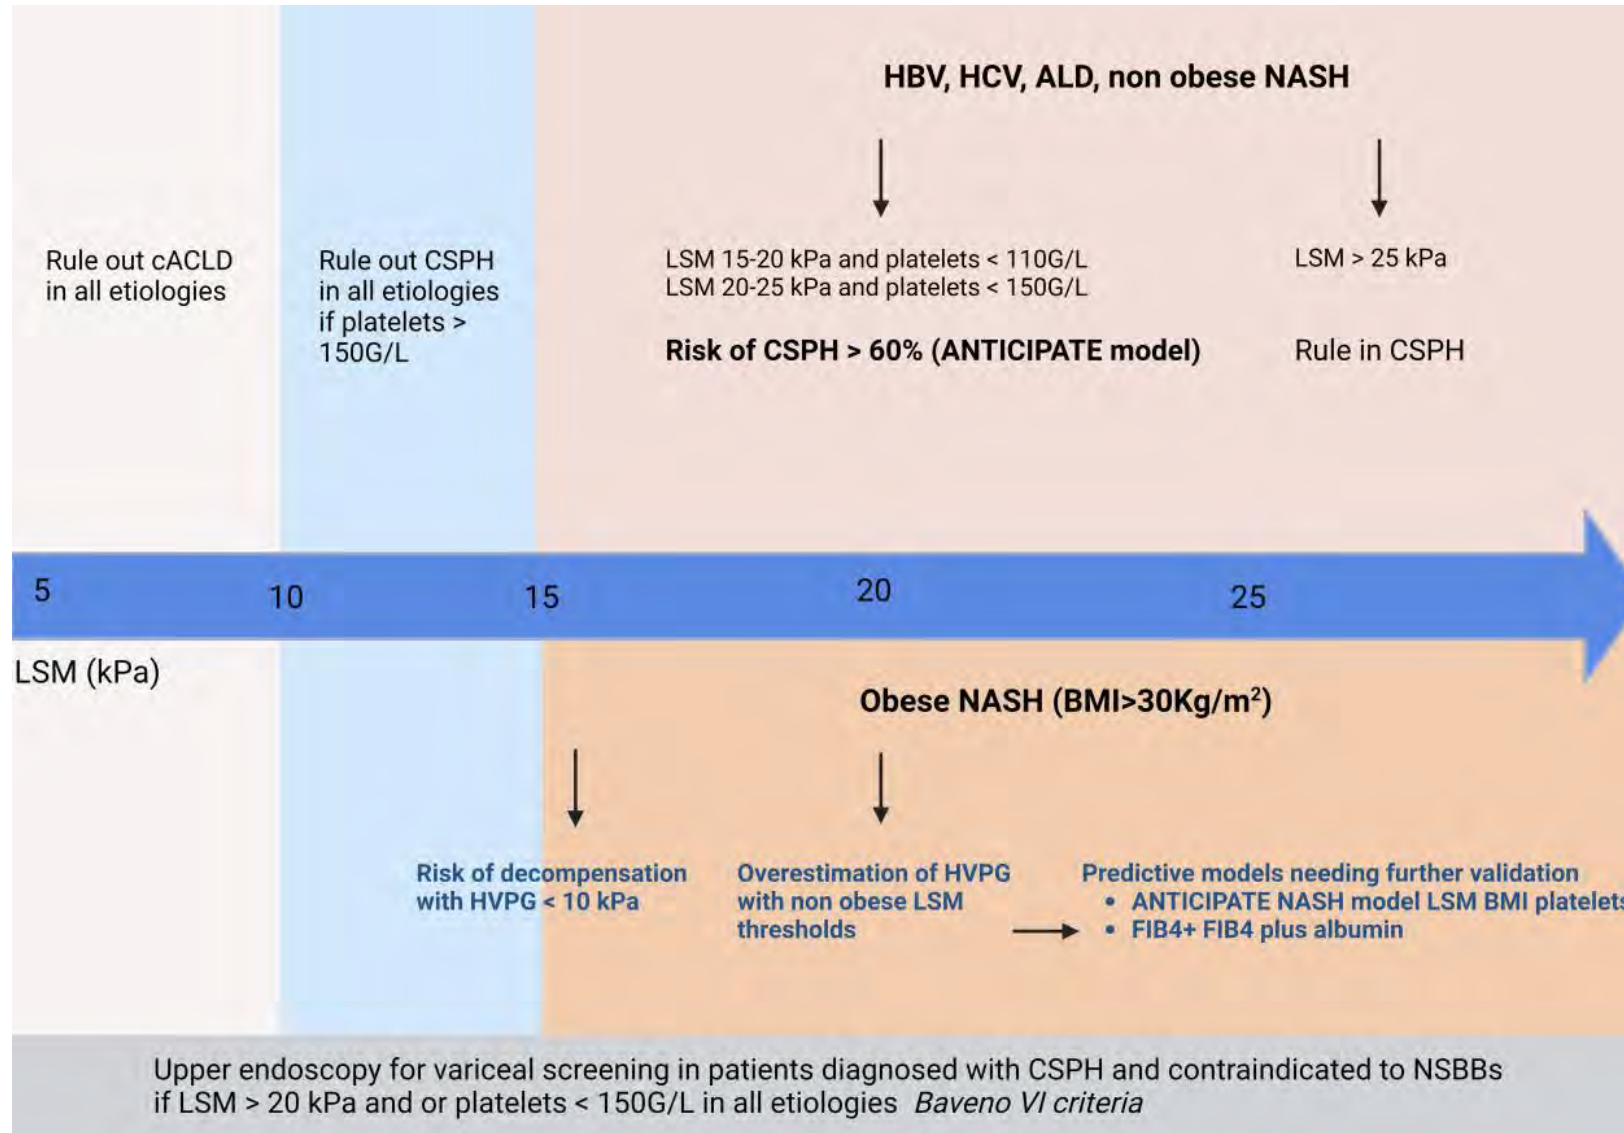 HBV, HCV, ALD, non obese NASH
Rule out cACLD
in all etiologies
Rule out CSPH
in all etiologies
if platelets >
150G/L
LSM 15-20 kPa and platelets < 110G/L
LSM 20-25 kPa and platelets < 150G/L
Risk of CSPH > 60% (ANTICIPATE model)
LSM > 25 kPa
Rule in CSPH
5
10
15
20
25
LSM (kPa)
Obese NASH (BMI>30Kg/m²)
Risk of decompensation
with HVPG < 10 kPa
Overestimation of HVPG
with non obese LSM
thresholds
Predictive models needing further validation
• ANTICIPATE NASH model LSM BMI platelets
• FIB4+ FIB4 plus albumin
Upper endoscopy for variceal screening in patients diagnosed with CSPH and contraindicated to NSBBs
if LSM > 20 kPa and or platelets < 150G/L in all etiologies Baveno VI criteria